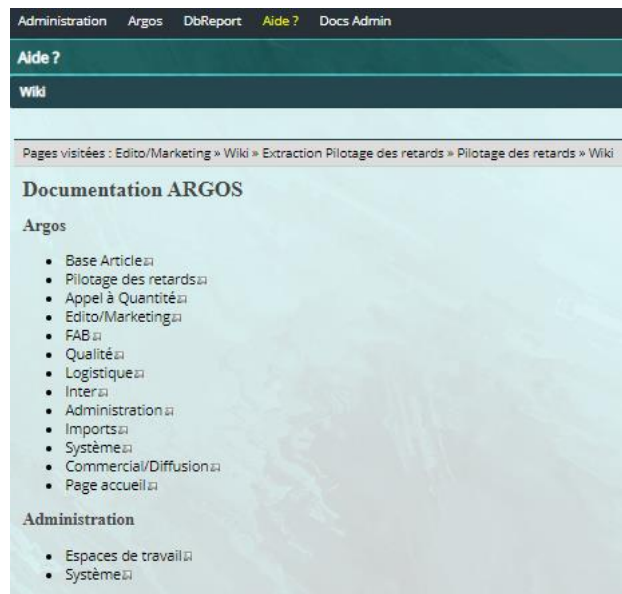 Administration Argos DbReport Aide ? Docs Admin
Aide ?
Wiki
Pages visitées : Edito/Marketing » Wiki » Extraction Pilotage des retards » Pilotage des retards » Wiki
Documentation ARGOS
Argos
• Base Article
• Pilotage des retards
• Appel à Quantité
• Edito/Marketing
• FAB
• Qualité
• Logistique
• Inter
• Administration
• Imports
• Système
• Commercial/Diffusion
• Page accueil
Administration
• Espaces de travail
• Système